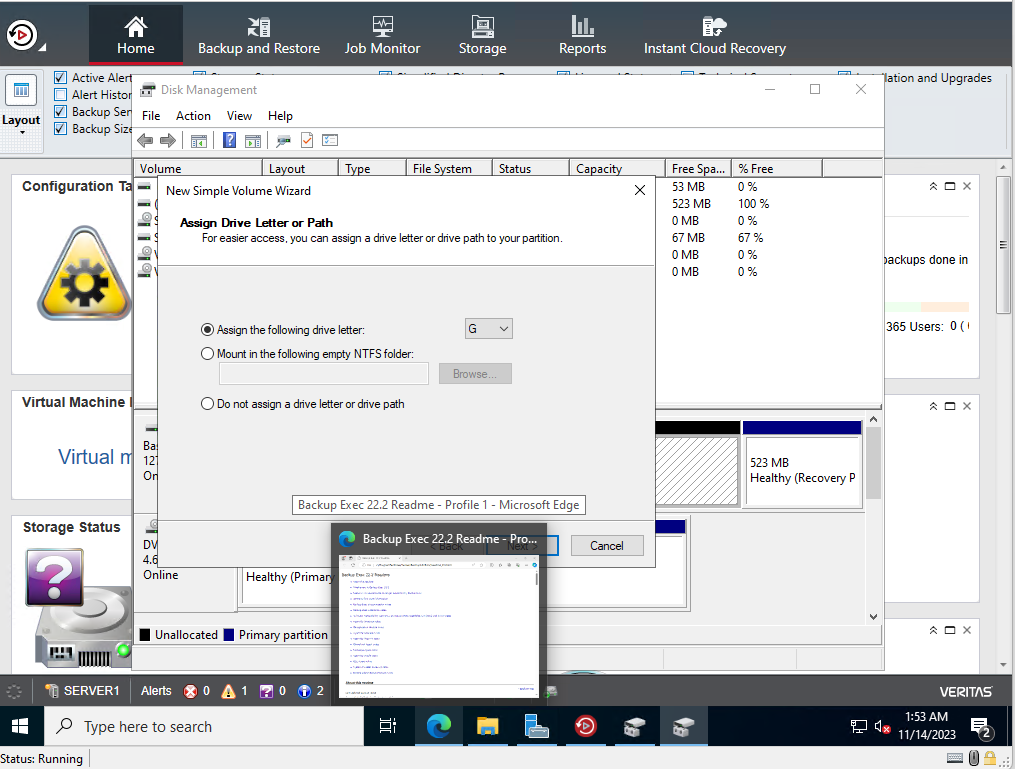 Home
Backup and Restore
Job Monitor
Storage
Reports
Instant Cloud Recovery
Layout
Active Alert
Alert Histor
Backup Ser
Backup Size
llation and Upgrades
Disk Management
File Action View Help
Volume Layout Type File System Status Capacity Free Spa... % Free
53 MB 0 %
523 MB 100 %
0 MB 0 %
67 MB 67 %
0 MB 0 %
0 MB 0 %
Configuration Ta
New Simple Volume Wizard
Assign Drive Letter or Path
For easier access, you can assign a drive letter or drive path to your partition.
Assign the following drive letter: G
Mount in the following empty NTFS folder:
Browse...
Do not assign a drive letter or drive path
< Back Next > Cancel
backups done in
365 Users: 0 (
Virtual Machine
Virtual m
Bas
127
On
523 MB
Healthy (Recovery P
Storage Status
DV
4.6
Online
Healthy (Primary
Unallocated Primary partition
Backup Exec 22.2 Readme - Profile 1 - Microsoft Edge
Backup Exec 22.2 Readme - Pro...
Backup Exec 22.2 Readme
SERVER1 Alerts 0 1 0 2
VERITAS
Type here to search
1:53 AM
11/14/2023
2
Status: Running